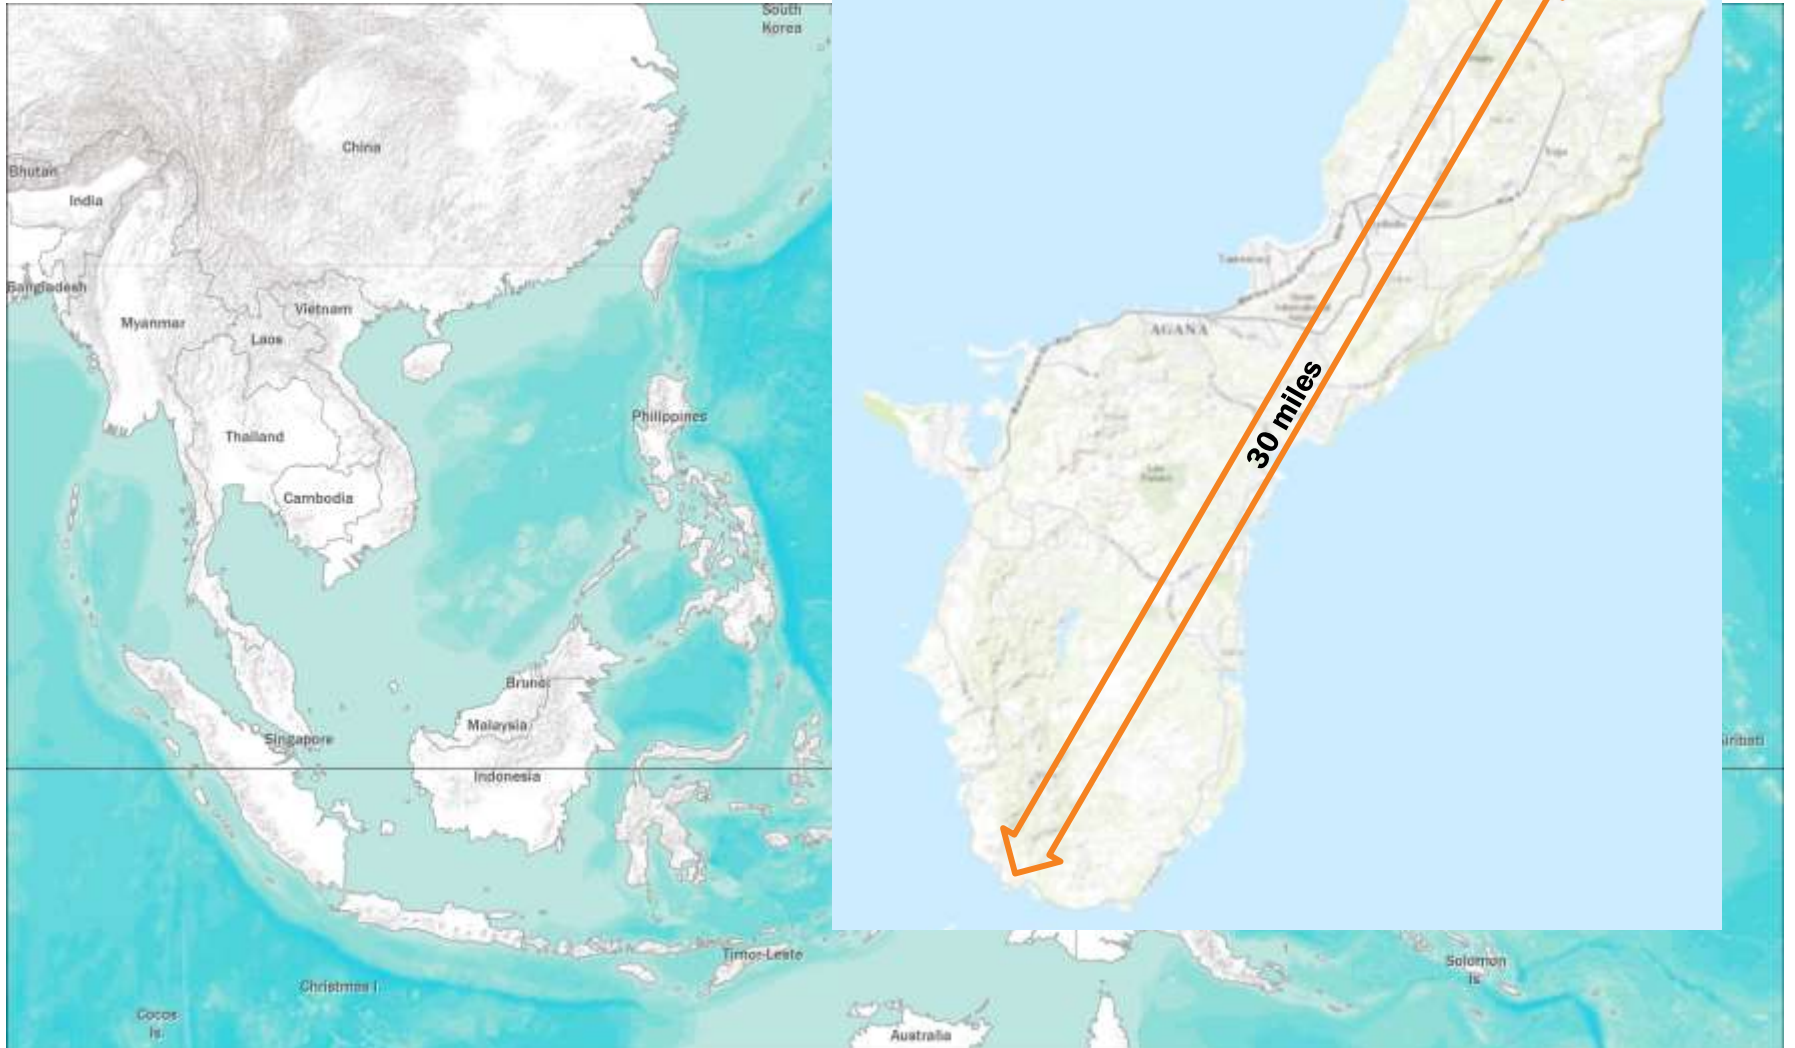 South
Korea
China
Bhutan
India
Bangladesh
Vietnam
Myanmar
Laos
AGANA
Philippines
Thailand
30 miles
Cambodia
Brunei
Malaysia
Singapore
Indonesia
Kiribati
Timor-Leste
Solomon
Is
Christmas I.
Cocos
Is.
Australia